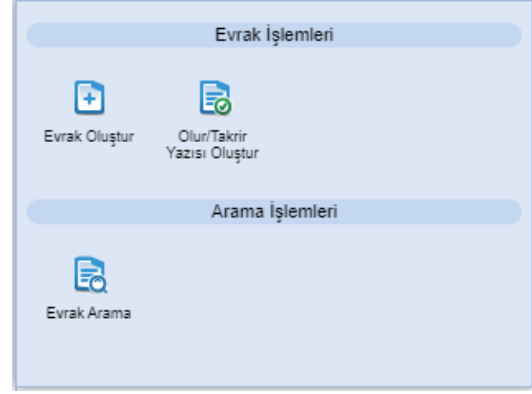 Evrak İşlemleri
Evrak Oluştur
Olur/Takrir
Yazısı Oluştur
Arama İşlemleri
Evrak Arama